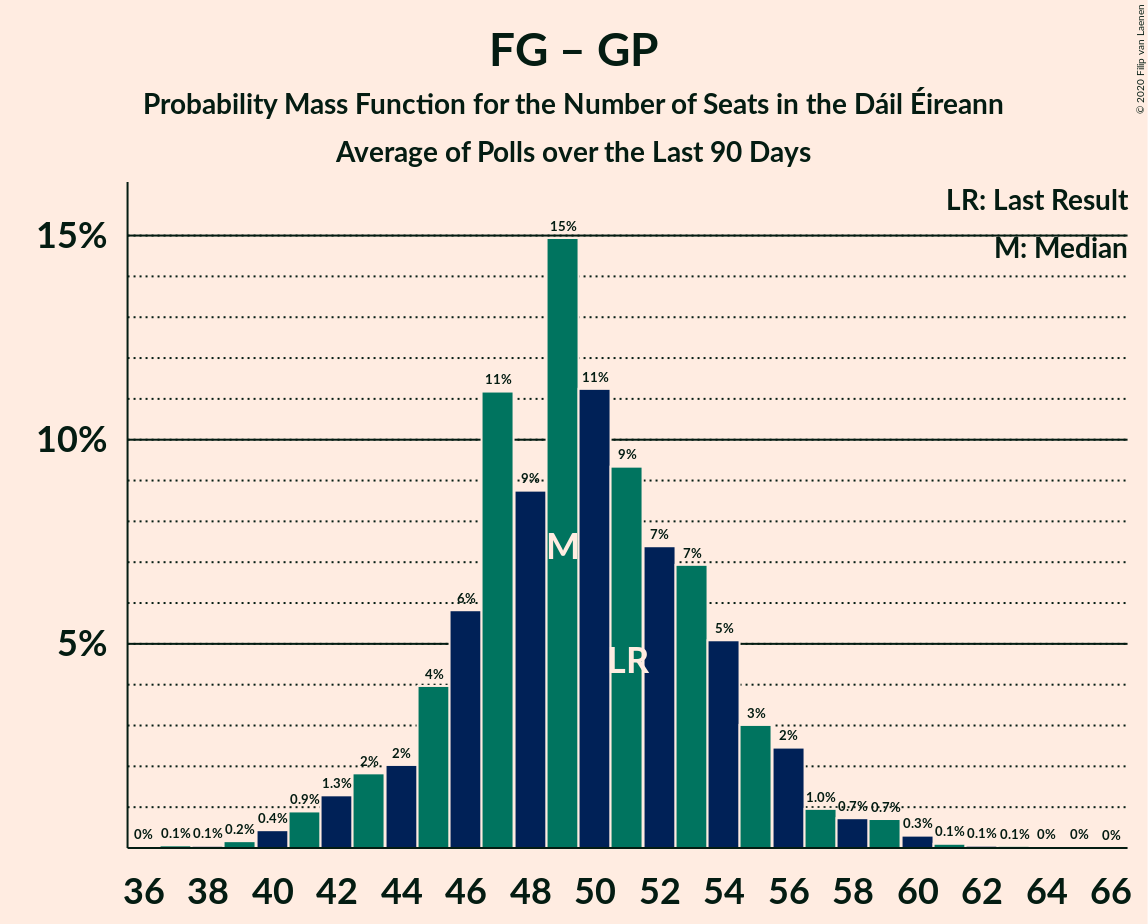 FG – GP
Probability Mass Function for the Number of Seats in the Dáil Éireann
Average of Polls over the Last 90 Days
© 2020 Filip van Laenen
LR: Last Result
M: Median
15%
10%
5%
0% 0.1% 0.1% 0.2% 0.4% 0.9% 1.3% 2% 2% 4% 6% 11% 9% 15% 11% 9% 7% 7% 5% 3% 2% 1.0% 0.7% 0.7% 0.3% 0.1% 0.1% 0.1% 0% 0% 0%
M
LR
36 38 40 42 44 46 48 50 52 54 56 58 60 62 64 66